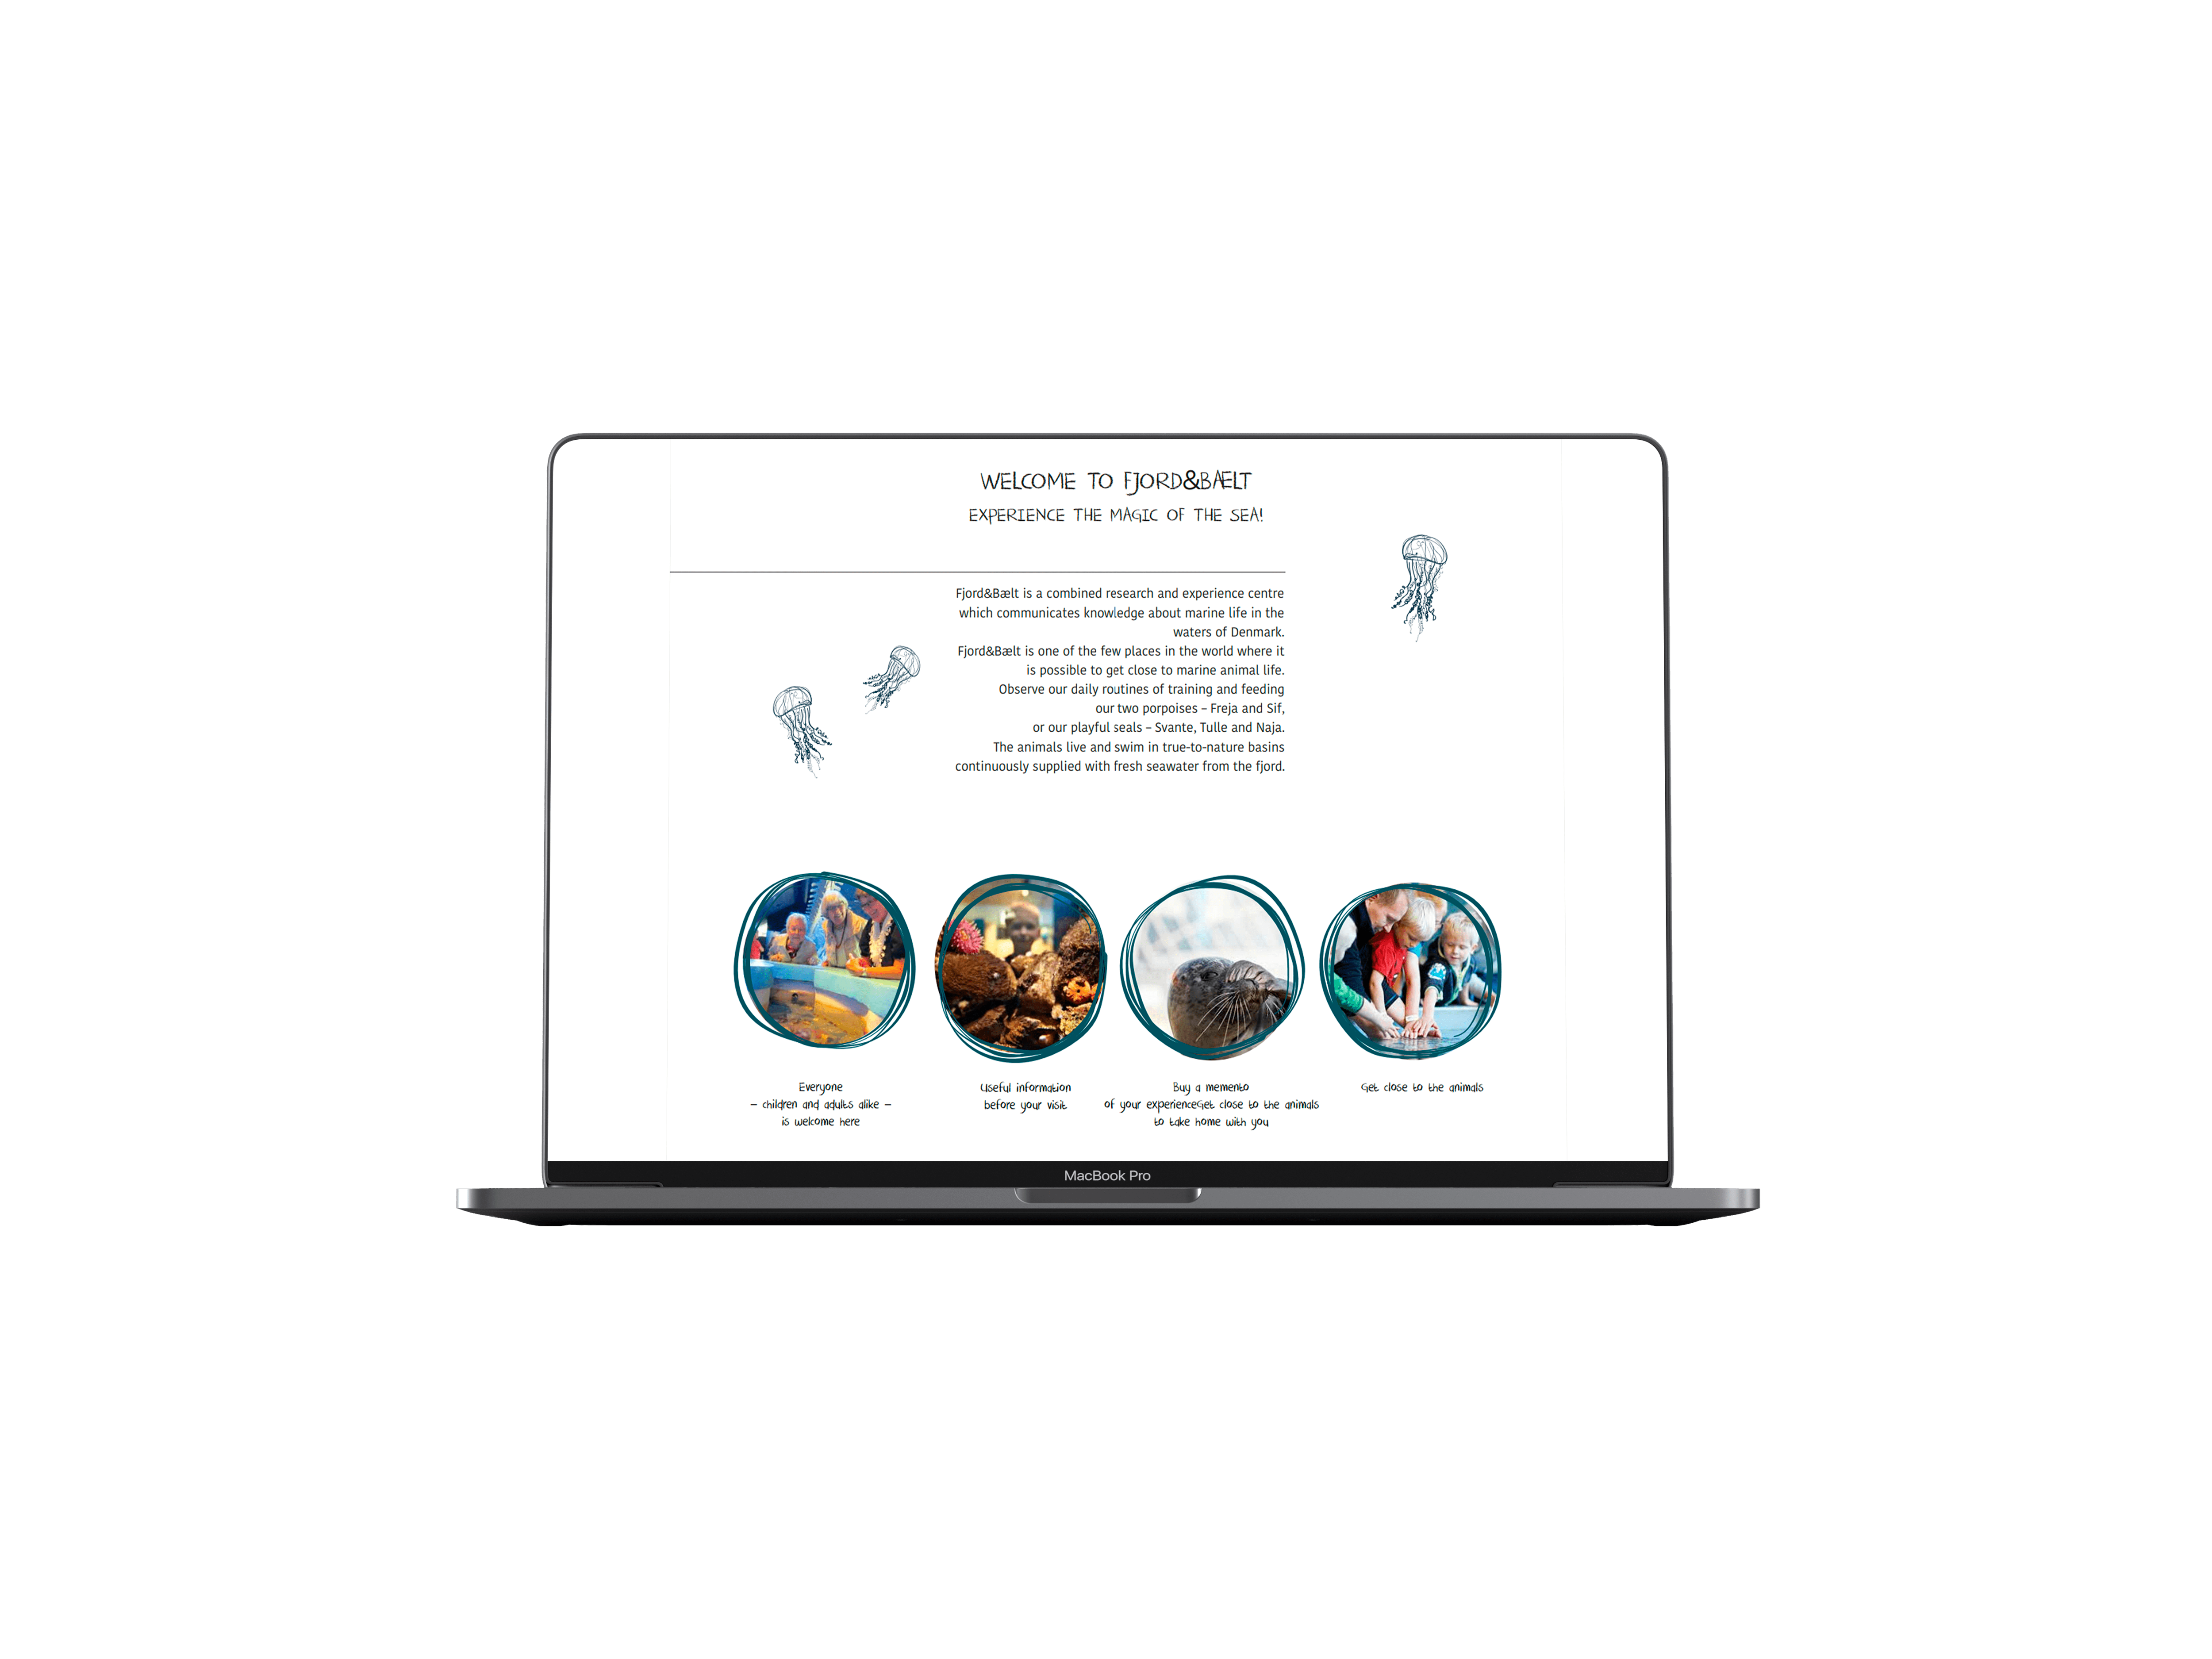 WELCOME TO FJORD&BÆLT
EXPERIENCE THE MAGIC OF THE SEA!
Fjord&Bælt is a combined research and experience centre
which communicates knowledge about marine life in the
waters of Denmark.
Fjord&Bælt is one of the few places in the world where it
is possible to get close to marine animal life.
Observe our daily routines of training and feeding
our two porpoises – Freja and Sif,
or our playful seals – Svante, Tulle and Naja.
The animals live and swim in true-to-nature basins
continuously supplied with fresh seawater from the fjord.
Everyone
– children and adults alike –
is welcome here
Useful information
before your visit
Buy a memento
of your experienceGet close to the animals
to take home with you
Get close to the animals
MacBook Pro